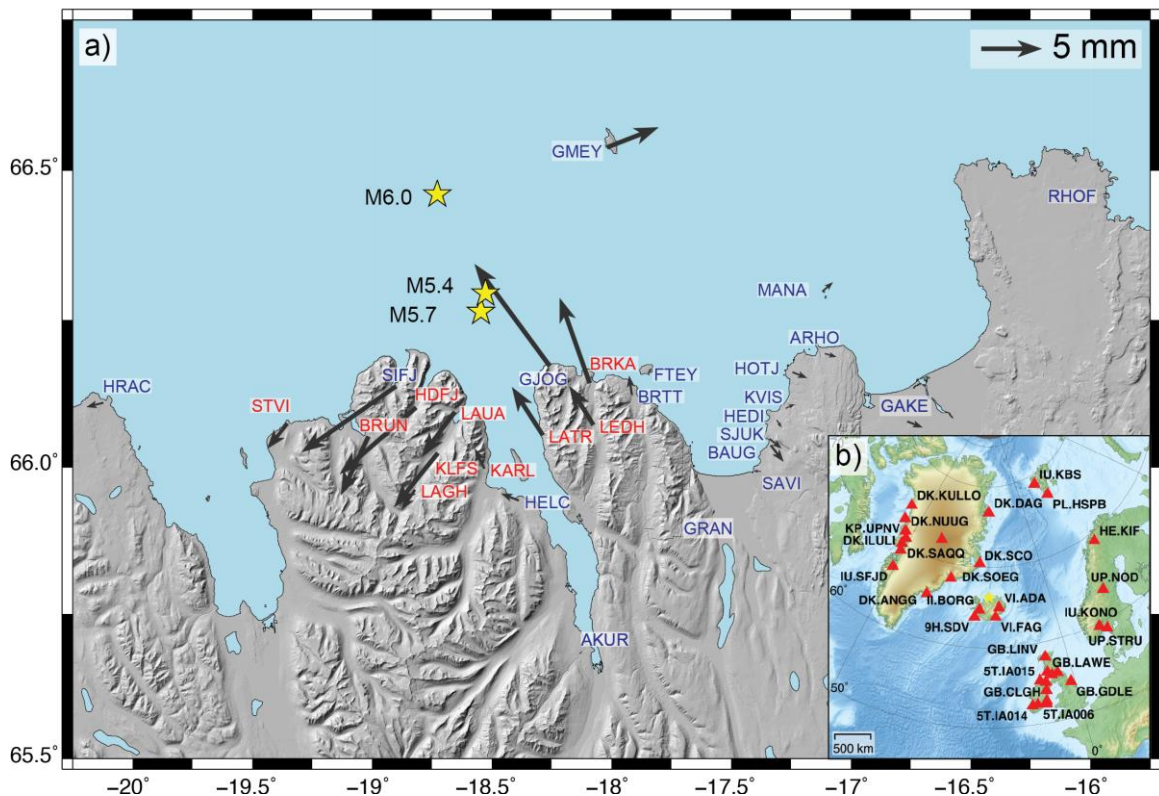 a)
5 mm
GMEY
66.5°
RHOF
M6.0
M5.4
MANA
M5.7
ARHO
BRKA
HRAC
SIFJ
GJOG
FTEY
HOTJ
HDFJ
BRTT
KVIS
GAKE
STVI
LAUA
HEDI
BRUN
LATR
LEDH
SJUK
66.0°
BAUG
KLFS
KARL
SAVI
LAGH
HELC
GRAN
AKUR
65.5°
b)
IU.KBS
DK.KULLO
DK.DAG
PL.HSPB
KP.UPNV
DK.NUUG
HE.KIF
DK.ILULI
DK.SAQQ
DK.SCO
IU.SFJD
DK.SOEG
UP.NOD
60°
DK.ANGG
II.BORG
VI.ADA
IU.KONO
9H.SDV
VI.FAG
UP.STRU
GB.LINV
GB.LAWE
5T.IA015
50°
GB.CLGH
GB.GDLE
5T.IA014
5T.IA006
500 km
0°
−20°
−19°
−18.5°
−18°
−17.5°
−17°
−16.5°
−16°